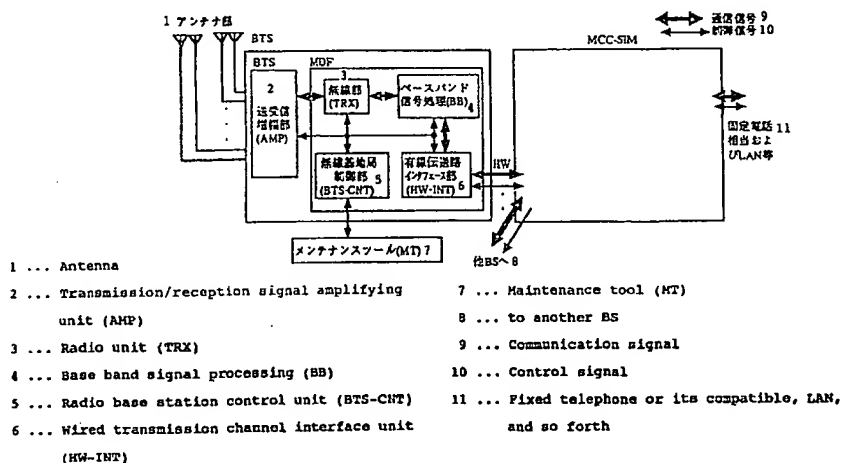 1 アンテナ部
BTS
MCC-SIM
通信信号 9
制御信号 10
BTS
2
送受信
増幅部
(AMP)
MDF
3
無線部
(TRX)
ベースバンド
信号処理(BB) 4
無線基地局
制御部 5
(BTS-CNT)
有線伝送路
インタフェース部
(HW-INT) 6
HW
固定電話 11
相当およ
びLAN等
メンテナンスツール(MT) 7
他BSへ 8
1 ... Antenna
2 ... Transmission/reception signal amplifying
unit (AMP)
3 ... Radio unit (TRX)
4 ... Base band signal processing (BB)
5 ... Radio base station control unit (BTS-CNT)
6 ... Wired transmission channel interface unit
(HW-INT)
7 ... Maintenance tool (MT)
8 ... to another BS
9 ... Communication signal
10 ... Control signal
11 ... Fixed telephone or its compatible, LAN,
and so forth